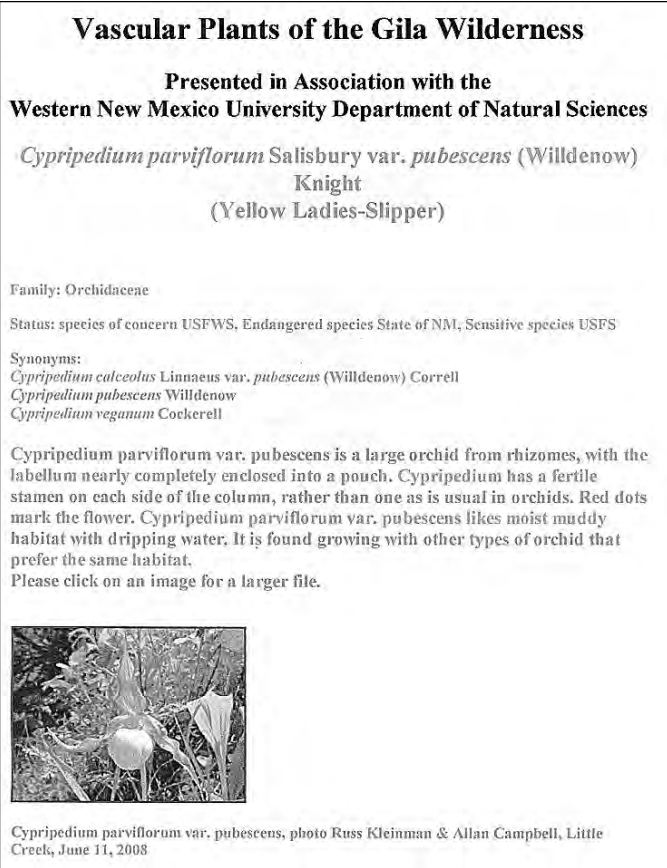 Vascular Plants of the Gila Wilderness
Presented in Association with the
Western New Mexico University Department of Natural Sciences
Cypripedium parviflorum Salisbury var. pubescens (Willdenow)
Knight
(Yellow Ladies-Slipper)
Family: Orchidaceae
Status: species of concern USFWS, Endangered species State of NM, Sensitive species USFS
Synonyms:
Cypripedium calceolus Linnaeus var. pubescens (Willdenow) Correll
Cypripedium pubescens Willdenow
Cypripedium veganum Cockerell
Cypripedium parviflorum var. pubescens is a large orchid from rhizomes, with the
labellum nearly completely enclosed into a pouch. Cypripedium has a fertile
stamen on each side of the column, rather than one as is usual in orchids. Red dots
mark the flower. Cypripedium parviflorum var. pubescens likes moist muddy
habitat with dripping water. It is found growing with other types of orchid that
prefer the same habitat.
Please click on an image for a larger file.
Cypripedium parviflorum var. pubescens, photo Russ Kleinman & Allan Campbell, Little
Creek, June 11, 2008